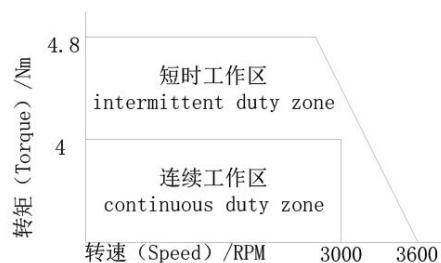 4.8
短时工作区
intermittent duty zone
4
连续工作区
continuous duty zone
转矩（Torque）/Nm
转速（Speed）/RPM
3000
3600